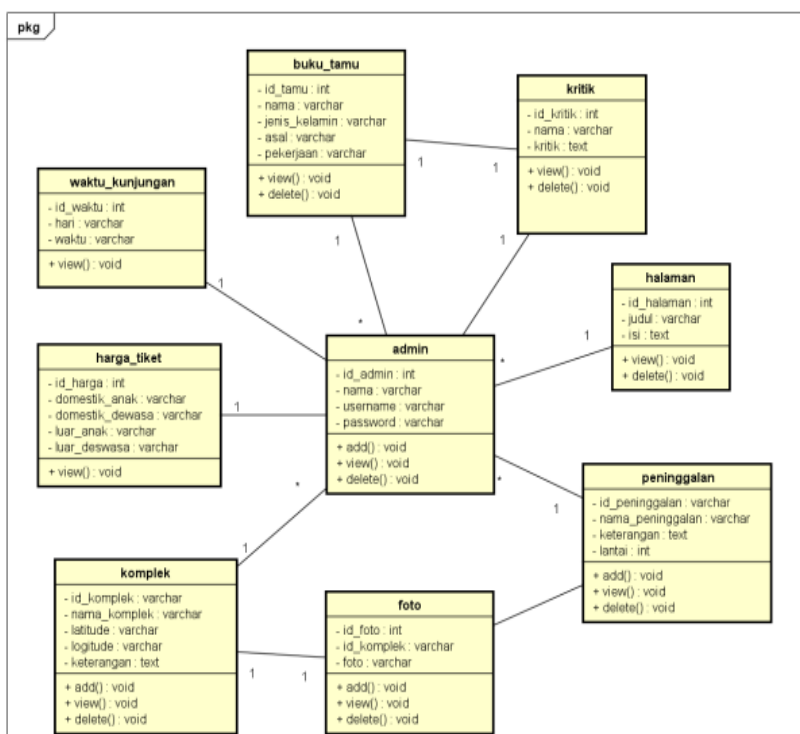 pkg
buku_tamu
- id_tamu : int
- nama : varchar
- jenis_kelamin : varchar
- asal : varchar
- pekerjaan : varchar
+ view() : void
+ delete() : void
kritik
- id_kritik : int
- nama : varchar
- kritik : text
+ view() : void
+ delete() : void
1
1
waktu_kunjungan
- id_waktu : int
- hari : varchar
- waktu : varchar
+ view() : void
1
1
1
*
halaman
- id_halaman : int
- judul : varchar
- isi : text
+ view() : void
+ delete() : void
1
*
admin
- id_admin : int
- nama : varchar
- username : varchar
- password : varchar
+ add() : void
+ view() : void
+ delete() : void
harga_tiket
- id_harga : int
- domestik_anak : varchar
- domestik_dewasa : varchar
- luar_anak : varchar
- luar_deswasa : varchar
+ view() : void
1
*
*
1
1
peninggalan
- id_peninggalan : varchar
- nama_peninggalan : varchar
- keterangan : text
- lantai : int
+ add() : void
+ view() : void
+ delete() : void
komplek
- id_komplek : varchar
- nama_komplek : varchar
- latitude : varchar
- logitude : varchar
- keterangan : text
+ add() : void
+ view() : void
+ delete() : void
1
1
foto
- id_foto : int
- id_komplek : varchar
- foto : varchar
+ add() : void
+ view() : void
+ delete() : void